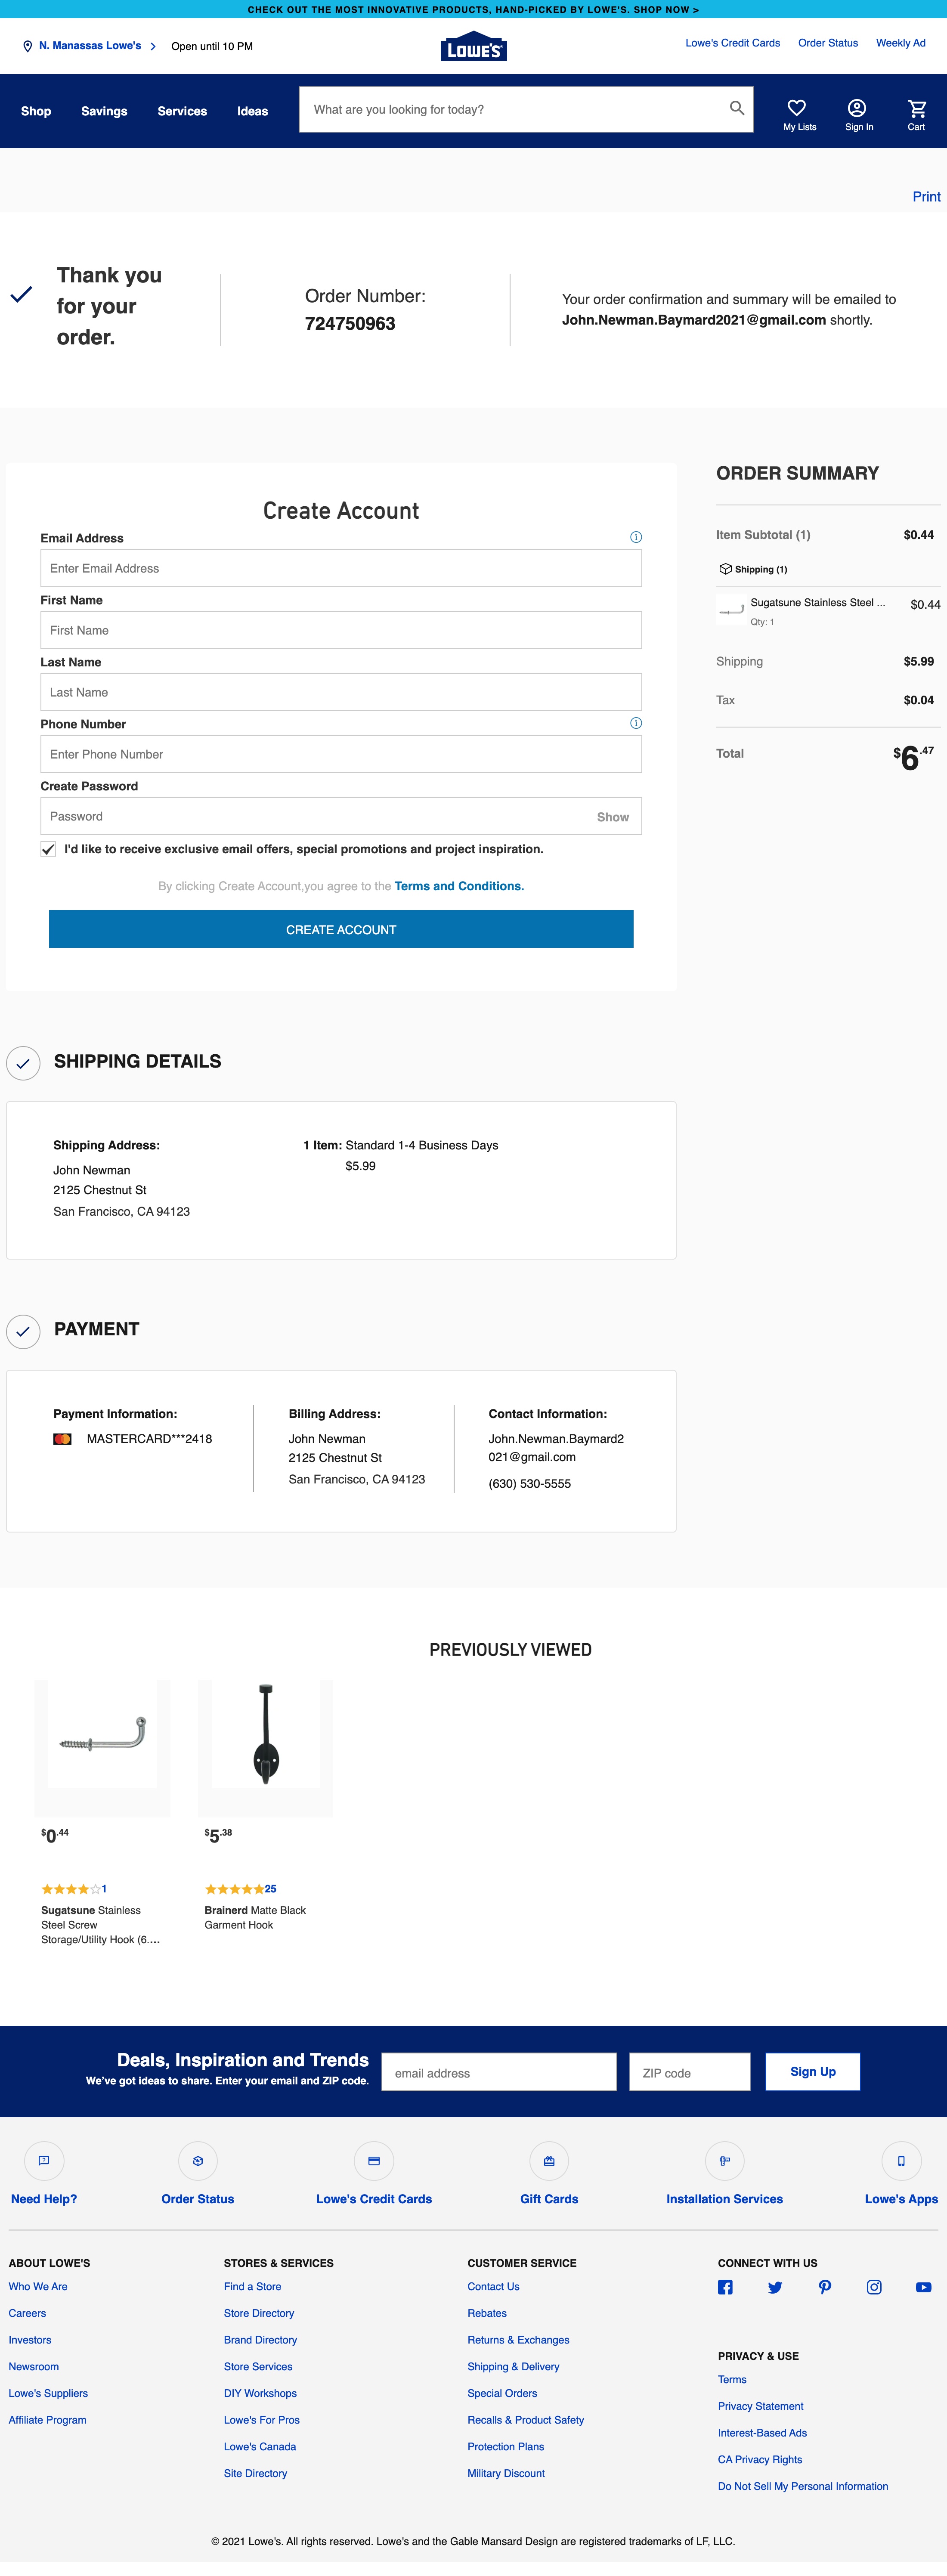 CHECK OUT THE MOST INNOVATIVE PRODUCTS, HAND-PICKED BY LOWE'S. SHOP NOW >
N. Manassas Lowe's Open until 10 PM
LOWE'S
Lowe's Credit Cards Order Status Weekly Ad
Shop Savings Services Ideas
What are you looking for today?
My Lists Sign In Cart
Print
Thank you
for your
order.
Order Number:
724750963
Your order confirmation and summary will be emailed to
John.Newman.Baymard2021@gmail.com shortly.
Create Account
Email Address
Enter Email Address
First Name
First Name
Last Name
Last Name
Phone Number
Enter Phone Number
Create Password
Password Show
I'd like to receive exclusive email offers, special promotions and project inspiration.
By clicking Create Account,you agree to the Terms and Conditions.
CREATE ACCOUNT
ORDER SUMMARY
Item Subtotal (1) $0.44
Shipping (1)
Sugatsune Stainless Steel ... $0.44
Qty: 1
Shipping $5.99
Tax $0.04
Total $6.47
SHIPPING DETAILS
Shipping Address:
John Newman
2125 Chestnut St
San Francisco, CA 94123
1 Item: Standard 1-4 Business Days
$5.99
PAYMENT
Payment Information:
MASTERCARD***2418
Billing Address:
John Newman
2125 Chestnut St
San Francisco, CA 94123
Contact Information:
John.Newman.Baymard2
021@gmail.com
(630) 530-5555
PREVIOUSLY VIEWED
$0.44
1
Sugatsune Stainless
Steel Screw
Storage/Utility Hook (6....
$5.38
25
Brainerd Matte Black
Garment Hook
Deals, Inspiration and Trends
We've got ideas to share. Enter your email and ZIP code.
email address ZIP code Sign Up
Need Help? Order Status Lowe's Credit Cards Gift Cards Installation Services Lowe's Apps
ABOUT LOWE'S
Who We Are
Careers
Investors
Newsroom
Lowe's Suppliers
Affiliate Program
STORES & SERVICES
Find a Store
Store Directory
Brand Directory
Store Services
DIY Workshops
Lowe's For Pros
Lowe's Canada
Site Directory
CUSTOMER SERVICE
Contact Us
Rebates
Returns & Exchanges
Shipping & Delivery
Special Orders
Recalls & Product Safety
Protection Plans
Military Discount
CONNECT WITH US
PRIVACY & USE
Terms
Privacy Statement
Interest-Based Ads
CA Privacy Rights
Do Not Sell My Personal Information
© 2021 Lowe's. All rights reserved. Lowe's and the Gable Mansard Design are registered trademarks of LF, LLC.